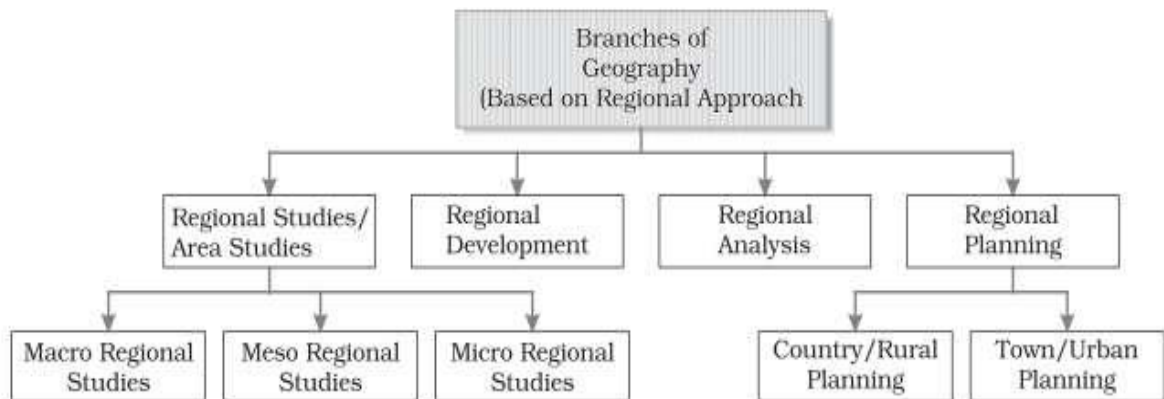 Branches of
Geography
(Based on Regional Approach
Regional Studies/
Area Studies
Regional
Development
Regional
Analysis
Regional
Planning
Macro Regional
Studies
Meso Regional
Studies
Micro Regional
Studies
Country/Rural
Planning
Town/Urban
Planning